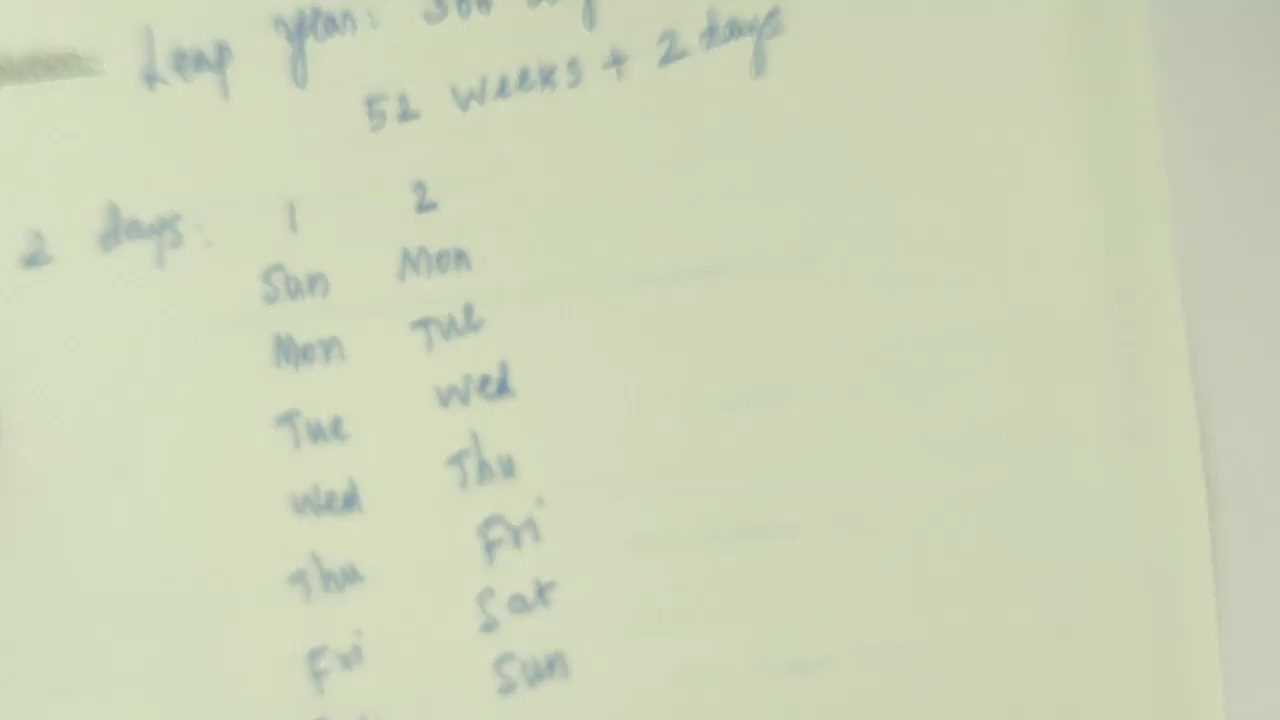 Leap year: 366
52 weeks + 2 days
2 days: 1 2
Sun Mon
Mon Tue
Tue Wed
Wed Thu
Thu Fri
Fri Sat
Sun